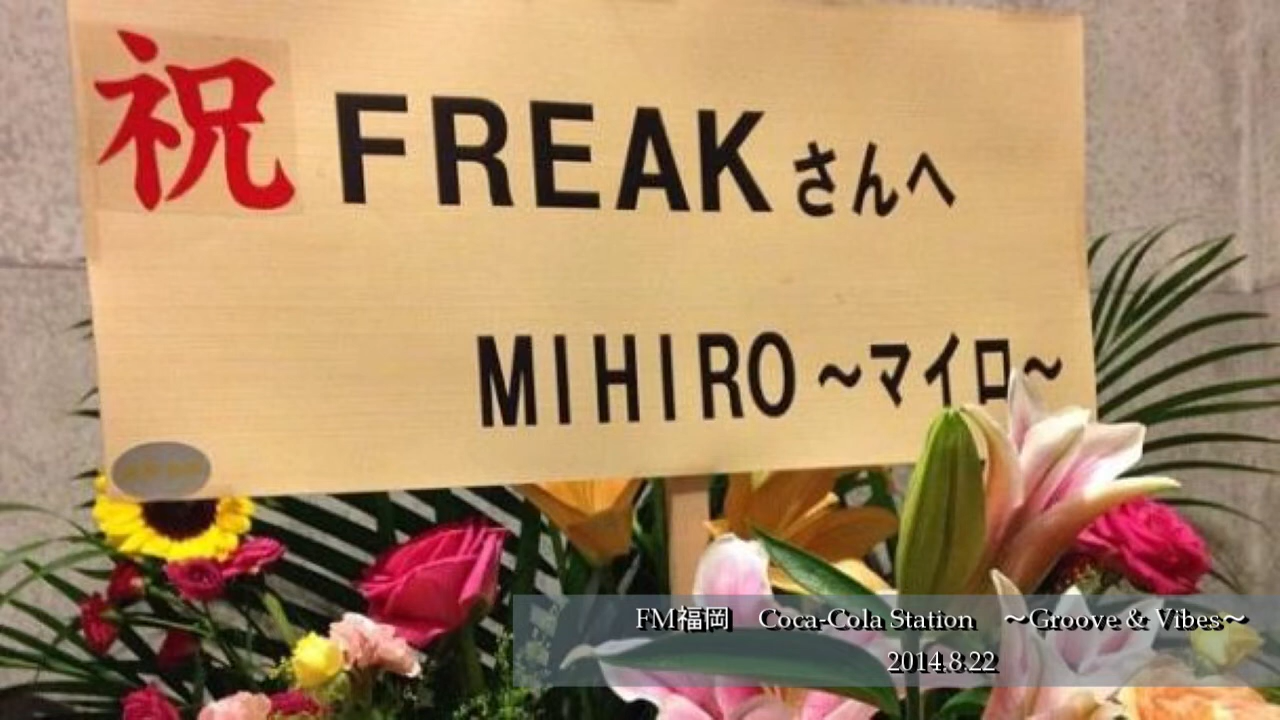 祝 FREAKさんへ
MIHIRO～マイロ～
FM福岡　Coca-Cola Station　～Groove & Vibes～
2014.8.22